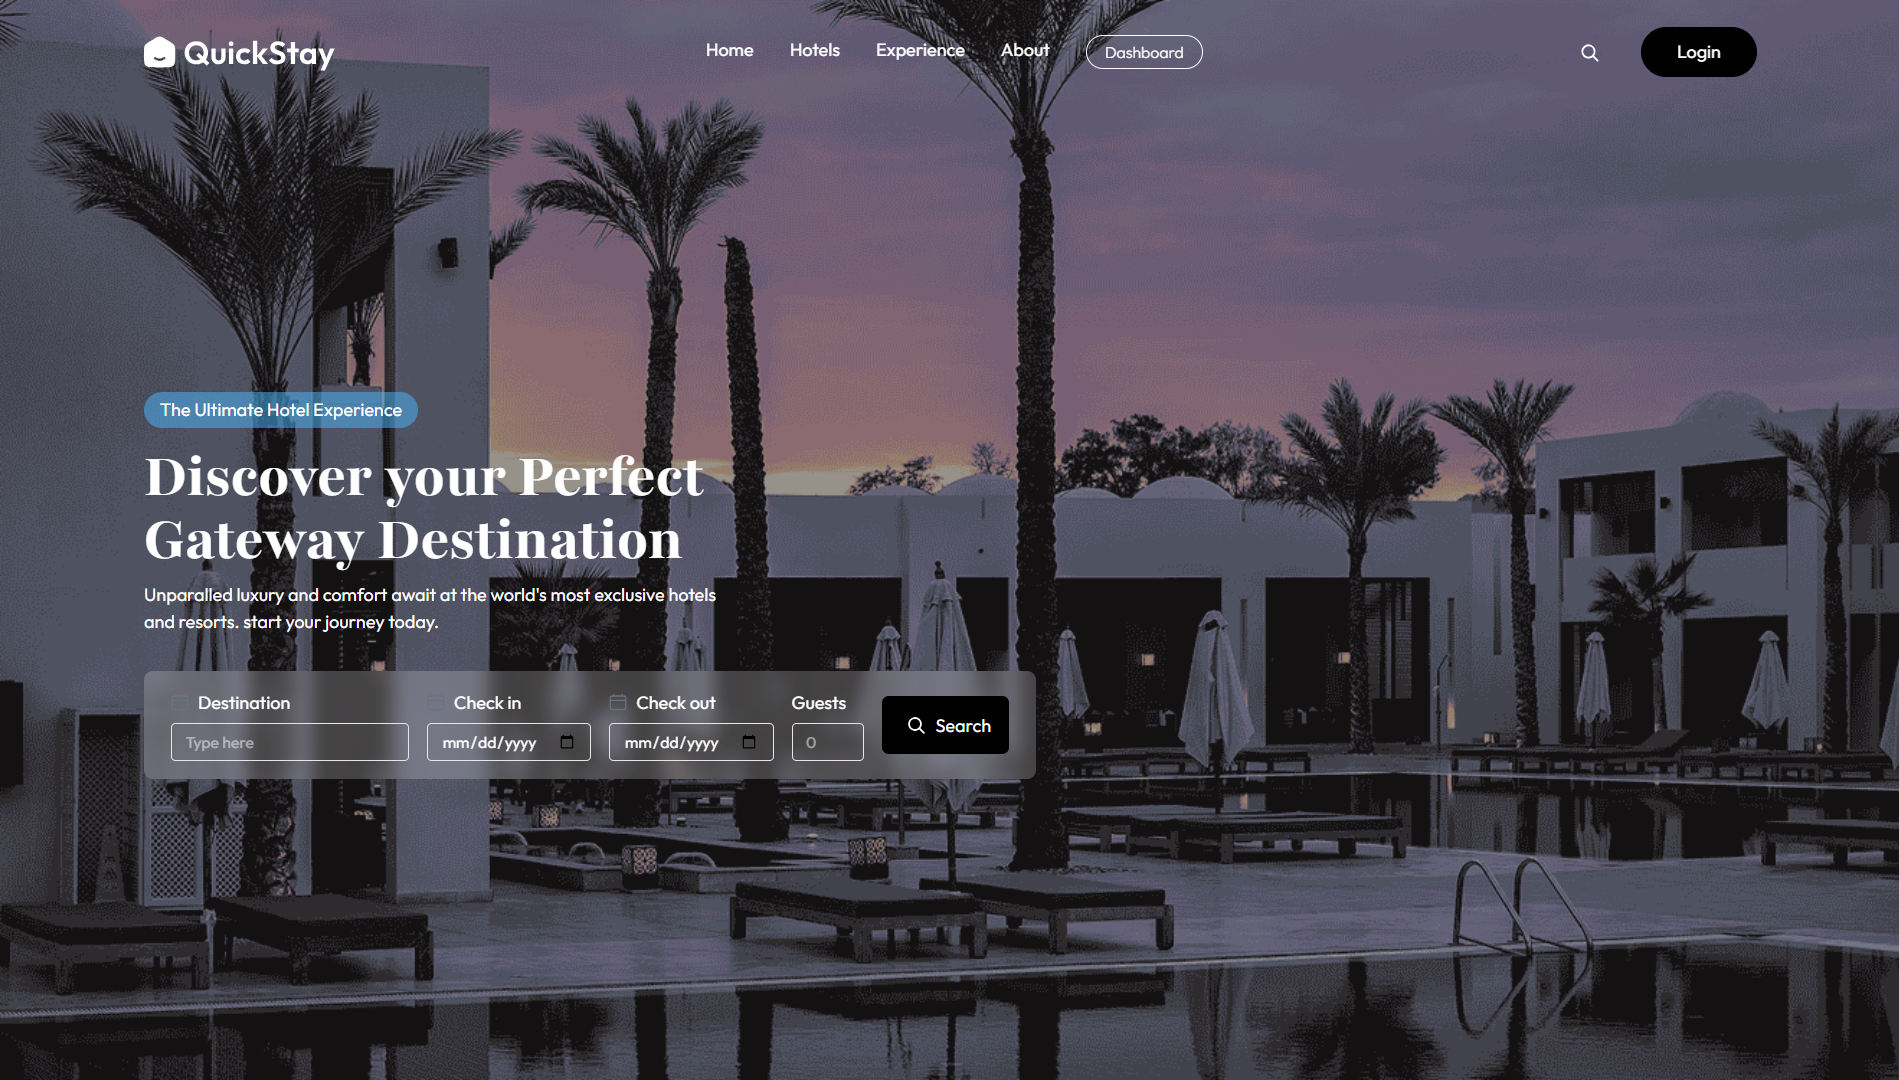 QuickStay
Home Hotels Experience About Dashboard
Login
The Ultimate Hotel Experience
Discover your Perfect
Gateway Destination
Unparalled luxury and comfort await at the world's most exclusive hotels
and resorts. start your journey today.
Destination Check in Check out Guests
Type here mm/dd/yyyy mm/dd/yyyy 0
Search